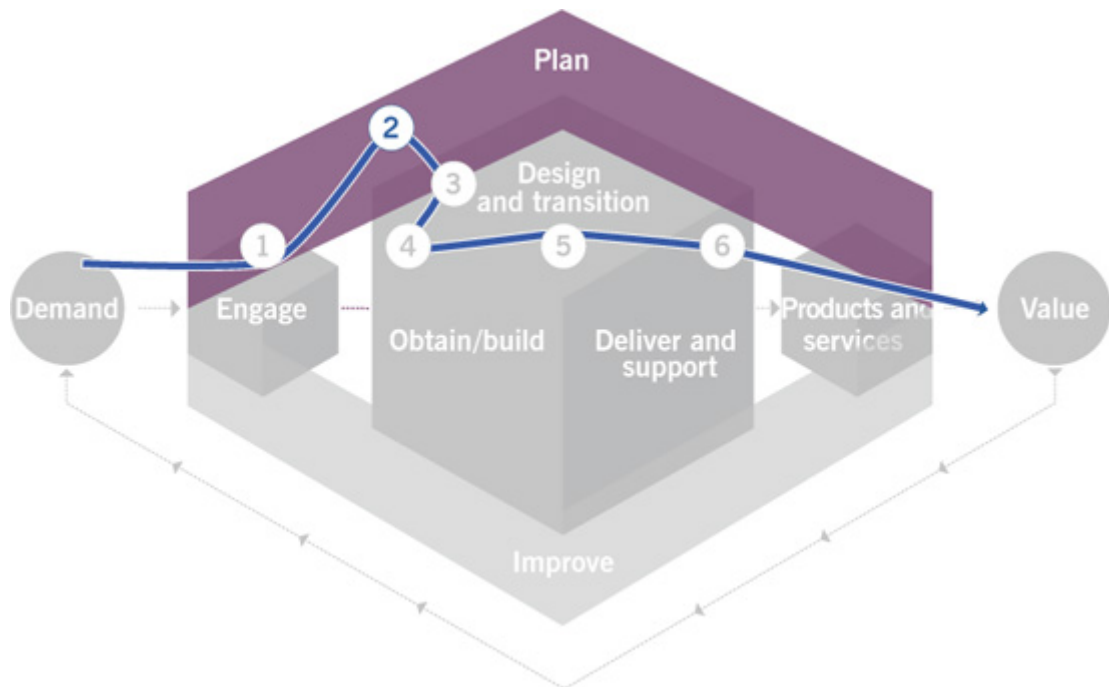 Plan
2
3
Design
and transition
1
4
5
6
Demand
Engage
Products and
services
Value
Obtain/build
Deliver and
support
Improve